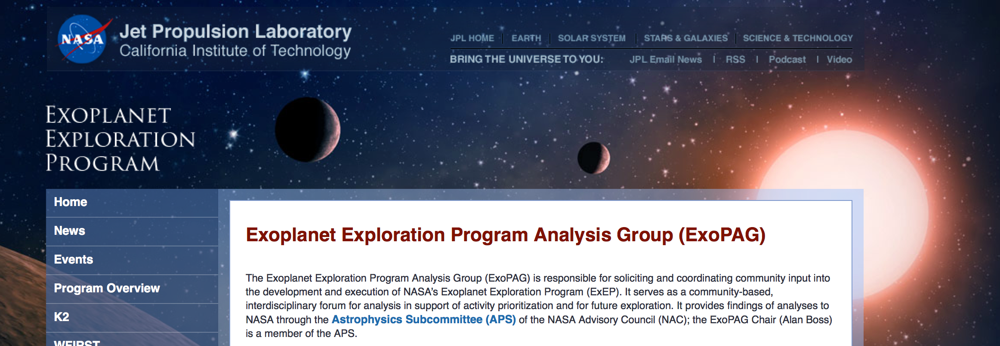 NASA
Jet Propulsion Laboratory
California Institute of Technology
JPL HOME | EARTH | SOLAR SYSTEM | STARS & GALAXIES | SCIENCE & TECHNOLOGY
BRING THE UNIVERSE TO YOU: JPL Email News | RSS | Podcast | Video
EXOPLANET
EXPLORATION
PROGRAM
Home
News
Events
Program Overview
K2
WFIRST
Exoplanet Exploration Program Analysis Group (ExoPAG)
The Exoplanet Exploration Program Analysis Group (ExoPAG) is responsible for soliciting and coordinating community input into
the development and execution of NASA’s Exoplanet Exploration Program (ExEP). It serves as a community-based,
interdisciplinary forum for analysis in support of activity prioritization and for future exploration. It provides findings of analyses to
NASA through the Astrophysics Subcommittee (APS) of the NASA Advisory Council (NAC); the ExoPAG Chair (Alan Boss)
is a member of the APS.